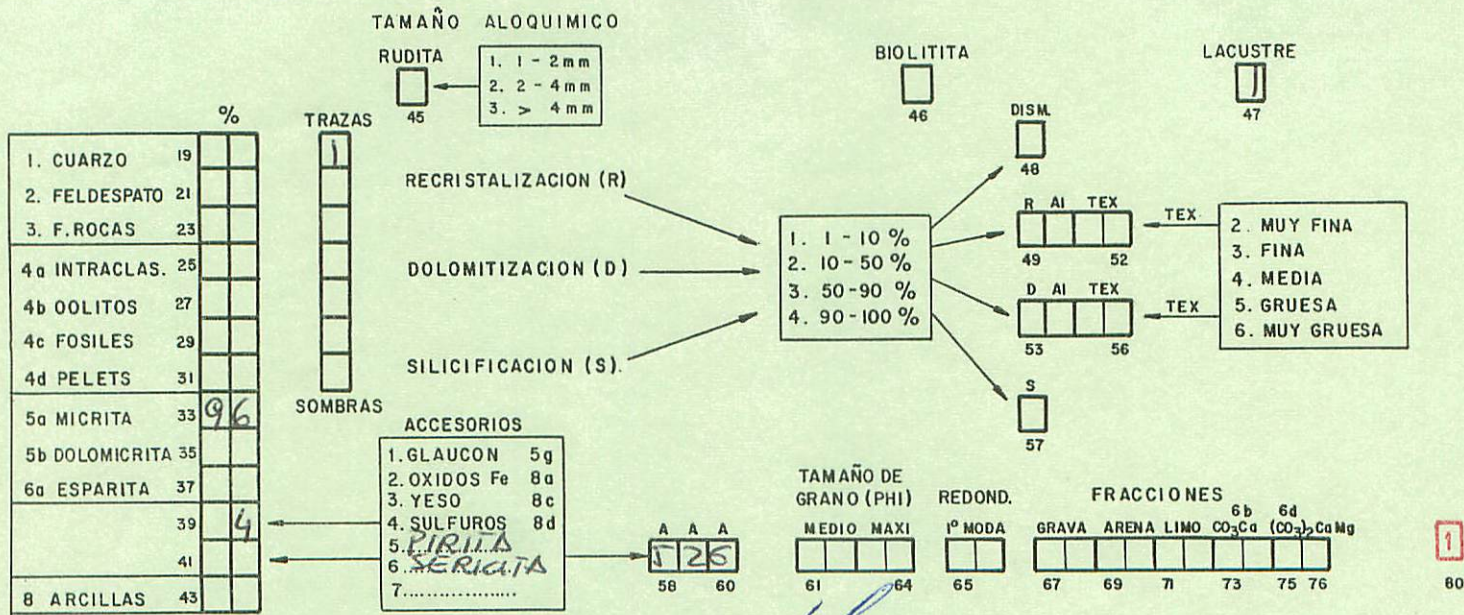 TAMAÑO ALOQUIMICO
RUDITA
45
1. 1 - 2mm
2. 2 - 4mm
3. > 4mm
BIOLITITA
46
LACUSTRE
1
47
%
TRAZAS
1. CUARZO 19
1
2. FELDESPATO 21
3. F. ROCAS 23
4a INTRACLAS. 25
4b OOLITOS 27
4c FOSILES 29
4d PELETS 31
SOMBRAS
5a MICRITA 33 96
5b DOLOMICRITA 35
6a ESPARITA 37
39 4
41
8 ARCILLAS 43
RECRISTALIZACION (R)
DOLOMITIZACION (D)
SILICIFICACION (S).
1. 1 - 10 %
2. 10 - 50 %
3. 50 - 90 %
4. 90 - 100 %
DISM.
48
R AI TEX
49 52
TEX
D AI TEX
53 56
TEX
S
57
2. MUY FINA
3. FINA
4. MEDIA
5. GRUESA
6. MUY GRUESA
ACCESORIOS
1. GLAUCON 5g
2. OXIDOS Fe 8a
3. YESO 8c
4. SULFUROS 8d
5. PIRITA
6. SERICITA
7.................
A A A
5 2 6
58 60
TAMAÑO DE
GRANO (PHI)
MEDIO MAXI
61 64
REDOND.
1º MODA
65
FRACCIONES
6b 6d
GRAVA ARENA LIMO CO3Ca (CO3)2CaMg
67 69 71 73 75 76
1
80